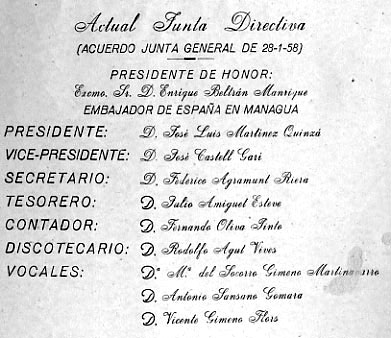 Actual Junta Directiva
(ACUERDO JUNTA GENERAL DE 28-1-58)
PRESIDENTE DE HONOR:
Excmo. Sr. D. Enrique Beltrán Manrique
EMBAJADOR DE ESPAÑA EN MANAGUA
PRESIDENTE: D. José Luis Martinez Quinzá
VICE-PRESIDENTE: D. José Castell Gari
SECRETARIO: D. Federico Agramunt Riera
TESORERO: D. Julio Amiguet Esteve
CONTADOR: D. Fernando Oliva Pinto
DISCOTECARIO: D. Rodolfo Agut Vives
VOCALES: Dª Mª del Socorro Gimeno
D. Antonio Sansano Gomara
D. Vicente Gimeno Flors